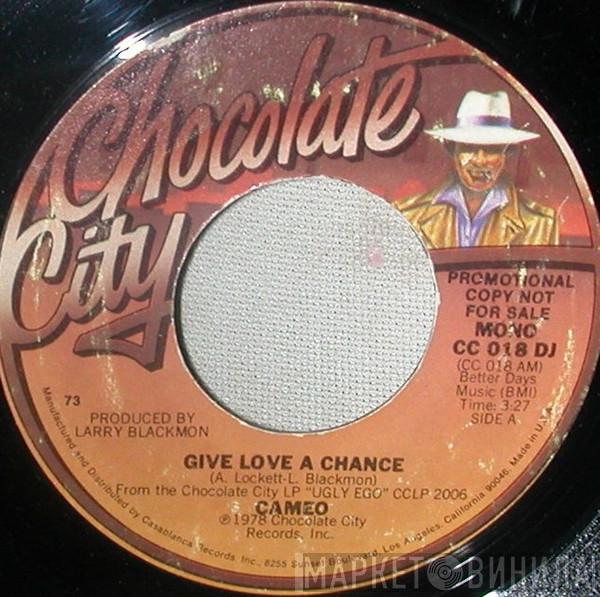 Chocolate
City
PROMOTIONAL
COPY NOT
FOR SALE
MONO
CC 018 DJ
(CC 018 AM)
Better Days
Music (BMI)
Time: 3:27
SIDE A
73
PRODUCED BY
LARRY BLACKMON
GIVE LOVE A CHANCE
(A. Lockett-L. Blackmon)
From the Chocolate City LP "UGLY EGO" CCLP 2006
CAMEO
℗ 1978 Chocolate City
Records, Inc.
Manufactured and Distributed by Casablanca Records, Inc., 8255 Sunset Boulevard, Los Angeles, California 90046. Made in U.S.A.
МАРКЕТ ВИНИЛА